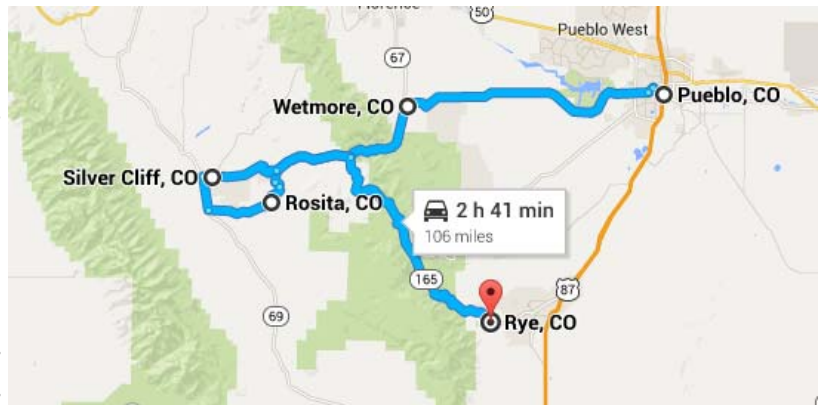 Florence
50
Pueblo West
67
Wetmore, CO
Pueblo, CO
Silver Cliff, CO
Rosita, CO
2 h 41 min
106 miles
165
87
69
Rye, CO